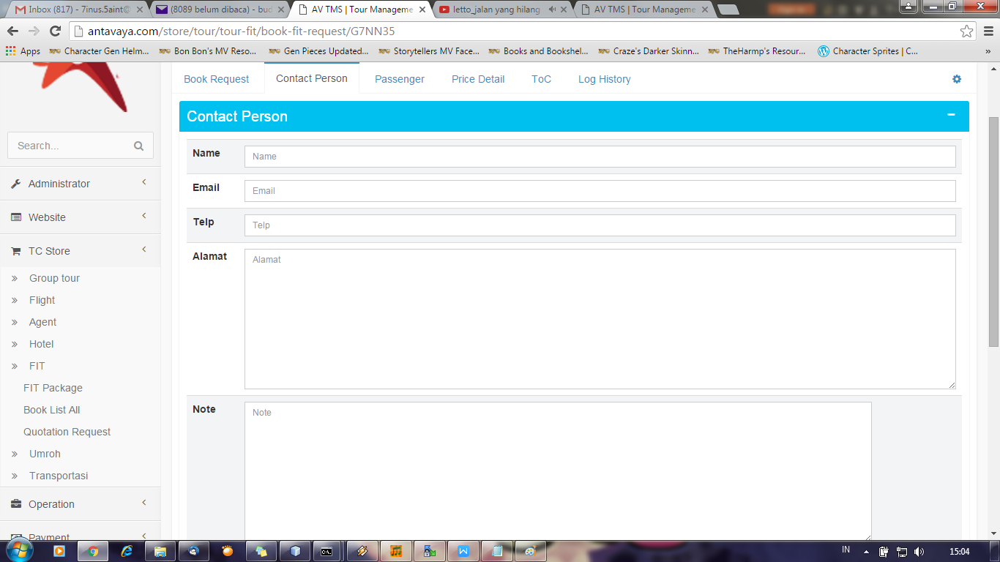 Inbox (817) - 7inus.5aint@
(8089 belum dibaca) - bud
AV TMS | Tour Manageme
letto_jalan yang hilang
AV TMS | Tour Manageme
antavaya.com/store/tour/tour-fit/book-fit-request/G7NN35
Apps
Character Gen Helm...
Bon Bon's MV Reso...
Gen Pieces Updated...
Storytellers MV Face...
Books and Bookshel...
Craze's Darker Skinn...
TheHarmp's Resour...
Character Sprites | C...
»
Book Request
Contact Person
Passenger
Price Detail
ToC
Log History
Contact Person
Search...
Administrator
Website
TC Store
Group tour
Flight
Agent
Hotel
FIT
FIT Package
Book List All
Quotation Request
Umroh
Transportasi
Operation
Payment
Name
Name
Email
Email
Telp
Telp
Alamat
Alamat
Note
Note
IN
15:04